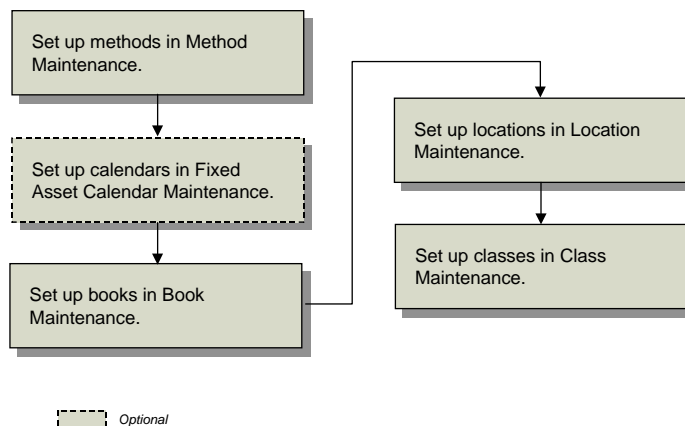 Set up methods in Method
Maintenance.
Set up calendars in Fixed
Asset Calendar Maintenance.
Set up books in Book
Maintenance.
Set up locations in Location
Maintenance.
Set up classes in Class
Maintenance.
Optional